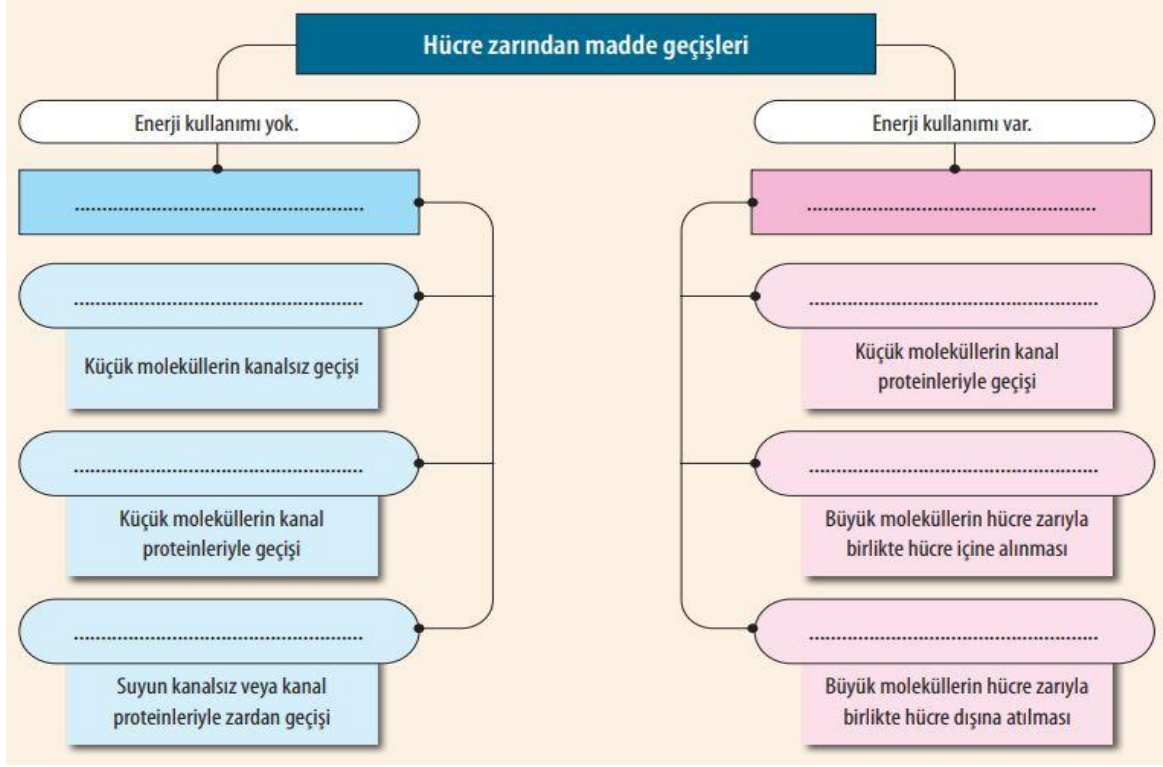 Hücre zarından madde geçişleri
Enerji kullanımı yok.
................................................................
Küçük moleküllerin kanalsız geçişi
................................................................
Küçük moleküllerin kanal
proteinleriyle geçişi
................................................................
Suyun kanalsız veya kanal
proteinleriyle zardan geçişi
................................................................
Enerji kullanımı var.
................................................................
................................................................
Küçük moleküllerin kanal
proteinleriyle geçişi
................................................................
Büyük moleküllerin hücre zarıyla
birlikte hücre içine alınması
................................................................
Büyük moleküllerin hücre zarıyla
birlikte hücre dışına atılması